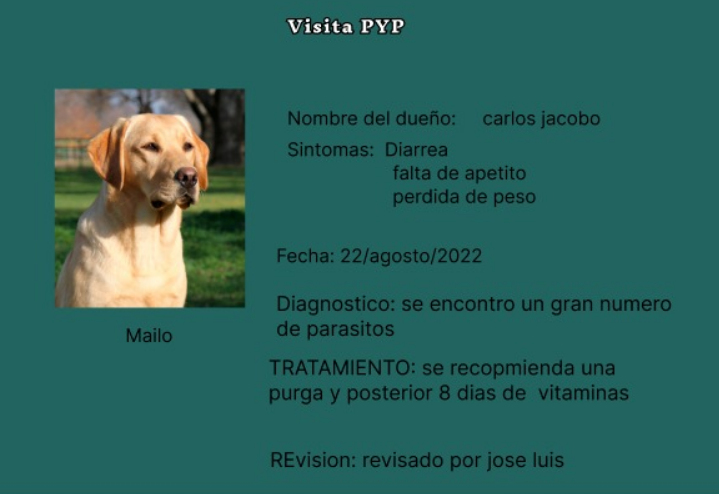 Visita PYP
Nombre del dueño: carlos jacobo
Sintomas: Diarrea
falta de apetito
perdida de peso
Fecha: 22/agosto/2022
Diagnostico: se encontro un gran numero
de parasitos
Mailo
TRATAMIENTO: se recopmienda una
purga y posterior 8 dias de vitaminas
REvision: revisado por jose luis